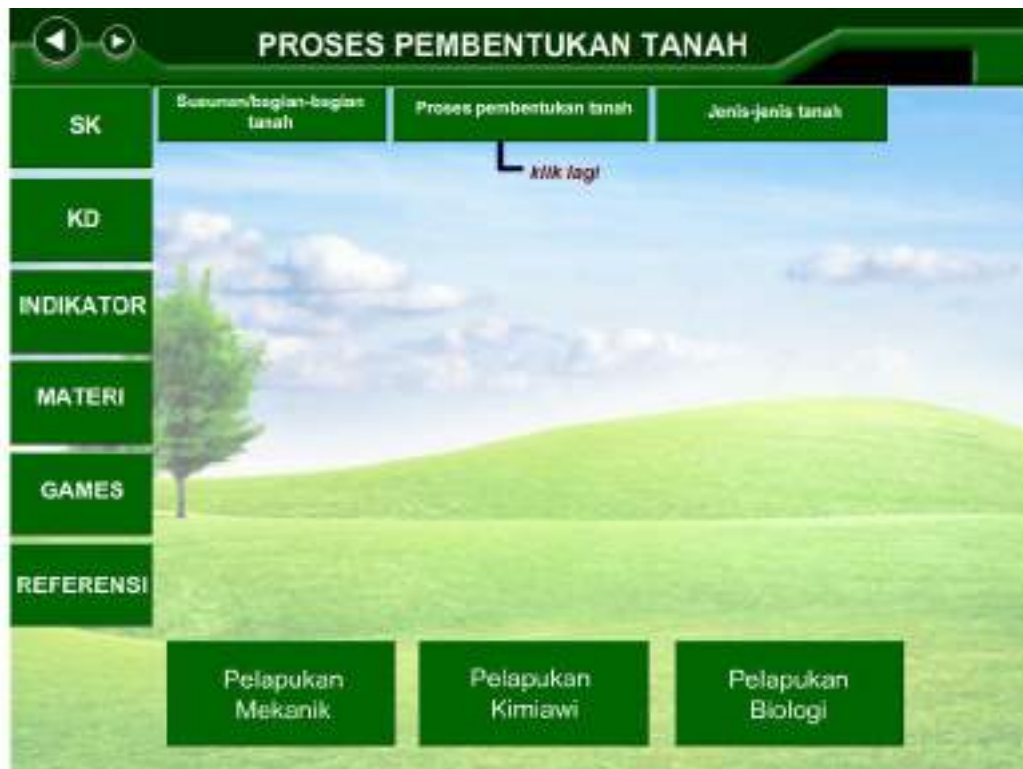 PROSES PEMBENTUKAN TANAH
SK
KD
INDIKATOR
MATERI
GAMES
REFERENSI
Susunan/bagian-bagian
tanah
Proses pembentukan tanah
Jenis-jenis tanah
klik lagi
Pelapukan
Mekanik
Pelapukan
Kimiawi
Pelapukan
Biologi